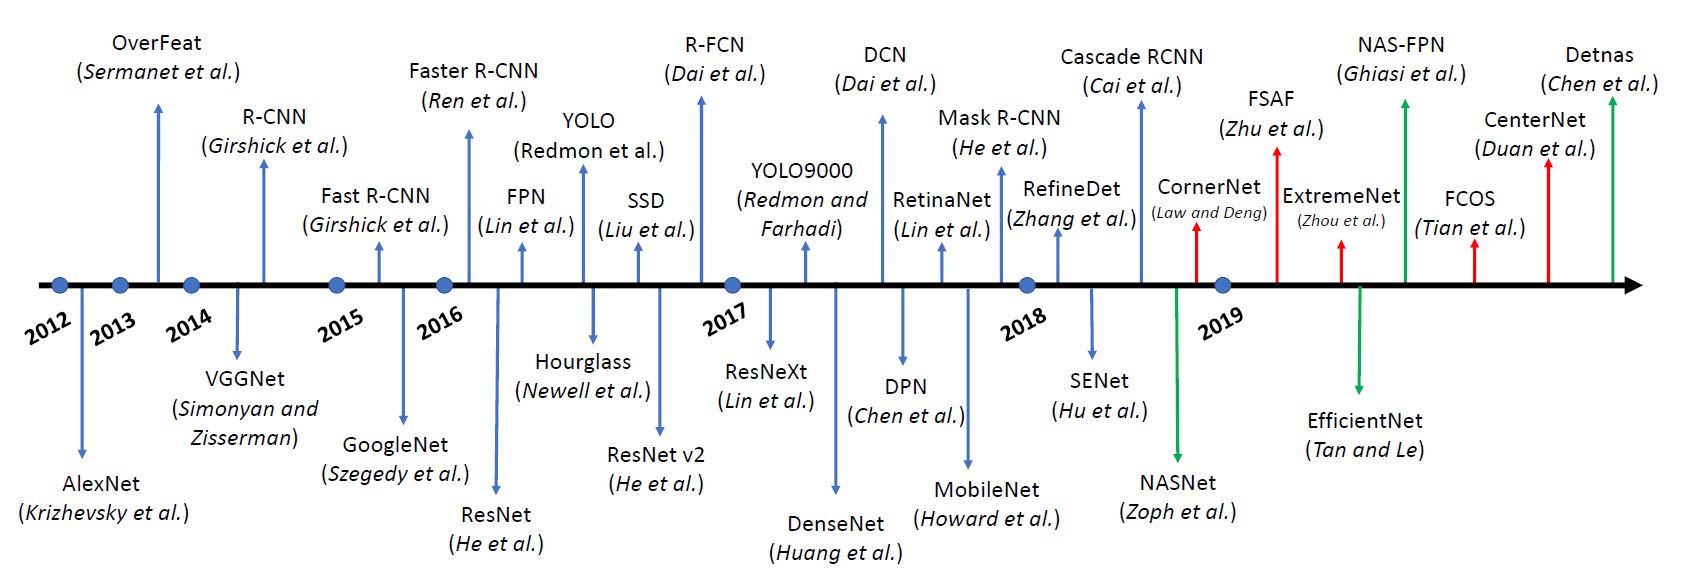 OverFeat
(Sermanet et al.)
R-CNN
(Girshick et al.)
Fast R-CNN
(Girshick et al.)
Faster R-CNN
(Ren et al.)
FPN
(Lin et al.)
YOLO
(Redmon et al.)
SSD
(Liu et al.)
R-FCN
(Dai et al.)
YOLO9000
(Redmon and
Farhadi)
DCN
(Dai et al.)
RetinaNet
(Lin et al.)
Mask R-CNN
(He et al.)
RefineDet
(Zhang et al.)
Cascade RCNN
(Cai et al.)
CornerNet
(Law and Deng)
FSAF
(Zhu et al.)
ExtremeNet
(Zhou et al.)
NAS-FPN
(Ghiasi et al.)
FCOS
(Tian et al.)
CenterNet
(Duan et al.)
Detnas
(Chen et al.)
2012
2013
2014
2015
2016
2017
2018
2019
AlexNet
(Krizhevsky et al.)
VGGNet
(Simonyan and
Zisserman)
GoogleNet
(Szegedy et al.)
ResNet
(He et al.)
Hourglass
(Newell et al.)
ResNet v2
(He et al.)
ResNeXt
(Lin et al.)
DenseNet
(Huang et al.)
DPN
(Chen et al.)
MobileNet
(Howard et al.)
SENet
(Hu et al.)
NASNet
(Zoph et al.)
EfficientNet
(Tan and Le)